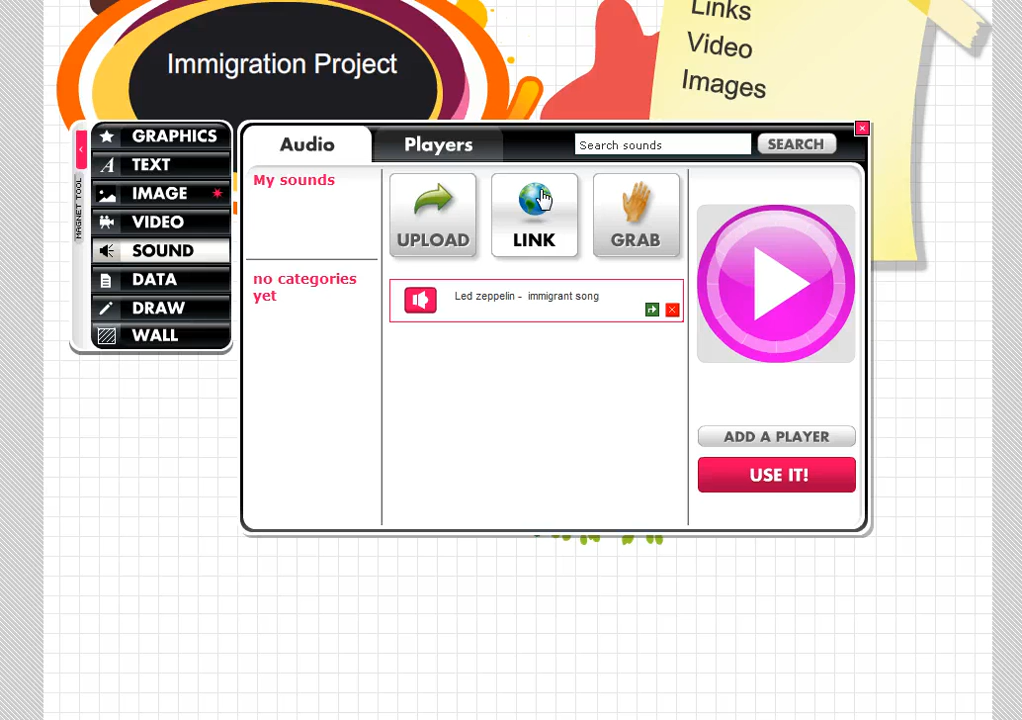 Links
Video
Images
Immigration Project
MAGNET TOOL
GRAPHICS
TEXT
IMAGE
VIDEO
SOUND
DATA
DRAW
WALL
Audio
Players
Search sounds
SEARCH
My sounds
no categories
yet
UPLOAD
LINK
GRAB
Led zeppelin - immigrant song
ADD A PLAYER
USE IT!